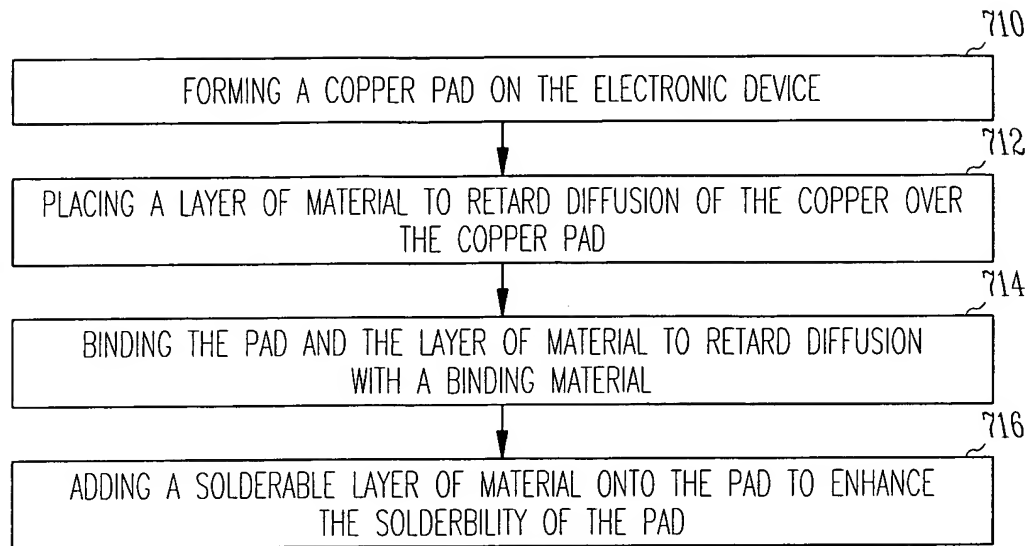 710
FORMING A COPPER PAD ON THE ELECTRONIC DEVICE
712
PLACING A LAYER OF MATERIAL TO RETARD DIFFUSION OF THE COPPER OVER
THE COPPER PAD
714
BINDING THE PAD AND THE LAYER OF MATERIAL TO RETARD DIFFUSION
WITH A BINDING MATERIAL
716
ADDING A SOLDERABLE LAYER OF MATERIAL ONTO THE PAD TO ENHANCE
THE SOLDERBILITY OF THE PAD